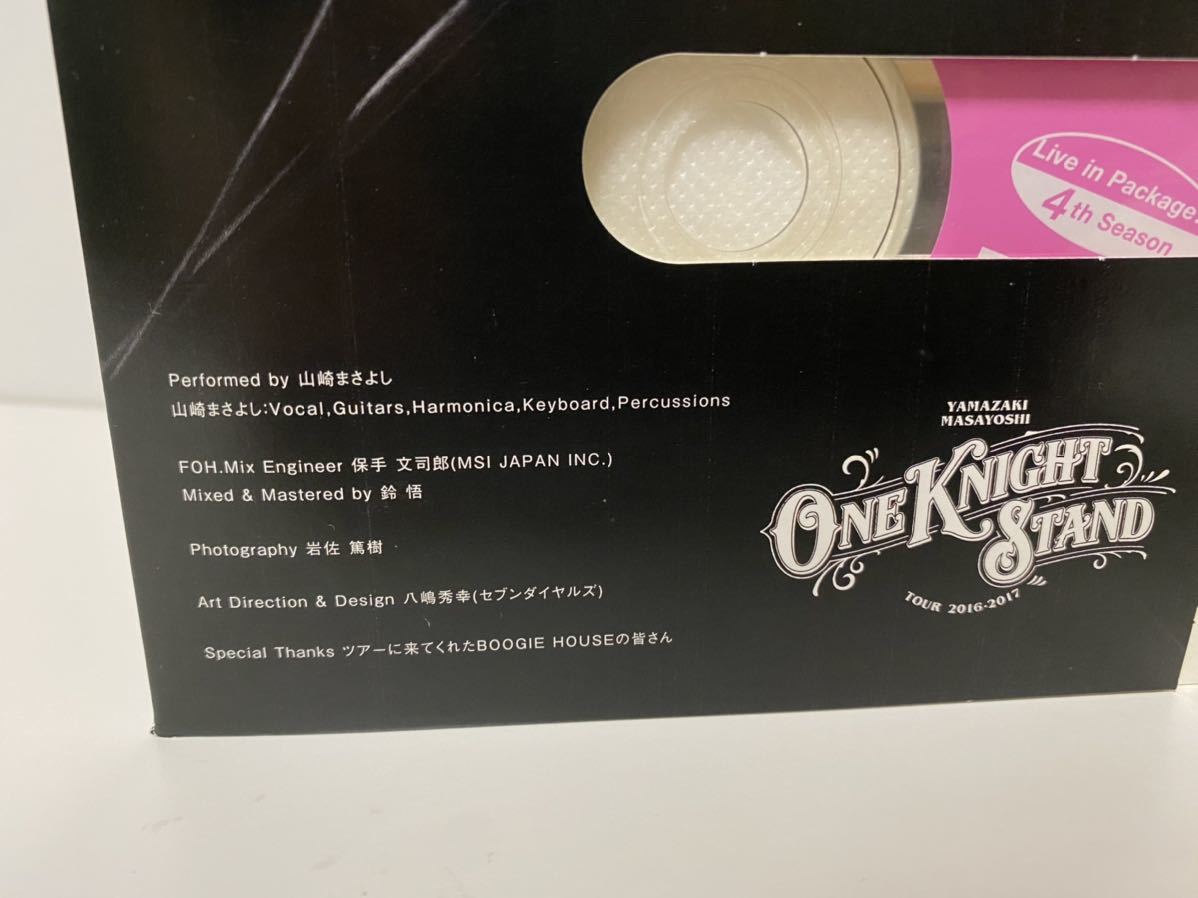 Live in Package
4th Season
Performed by 山崎まさよし
山崎まさよし:Vocal,Guitars,Harmonica,Keyboard,Percussions
FOH.Mix Engineer 保手 文司郎(MSI JAPAN INC.)
Mixed & Mastered by 鈴 悟
Photography 岩佐 篤樹
Art Direction & Design 八嶋秀幸(セブンダイヤルズ)
Special Thanks ツアーに来てくれたBOOGIE HOUSEの皆さん
YAMAZAKI
MASAYOSHI
ONE KNIGHT
STAND
TOUR 2016-2017